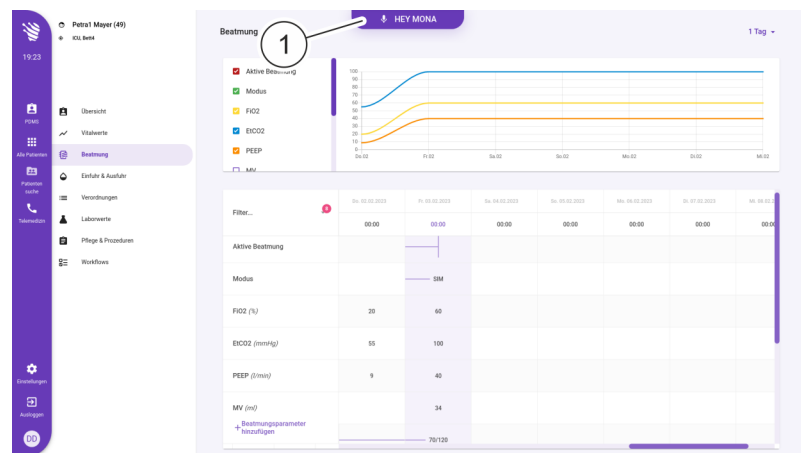 HEY MONA
1
Petra1 Mayer (49)
ICU, Bett4
19:23
PDMS
Alle Patienten
Patienten
suche
Telemedizin
Einstellungen
Ausloggen
DD
Übersicht
Vitalwerte
Beatmung
Einfuhr & Ausfuhr
Verordnungen
Laborwerte
Pflege & Prozeduren
Workflows
Beatmung
1 Tag
Aktive Beatmung
Modus
FiO2
EtCO2
PEEP
MV
100
90
80
70
60
50
40
30
20
10
0
Do.02 Fr.02 Sa.02 So.02 Mo.02 Di.02 Mi.02
Filter...
Do. 02.02.2023 Fr. 03.02.2023 Sa. 04.02.2023 So. 05.02.2023 Mo. 06.02.2023 Di. 07.02.2023 Mi. 08.02.2
00:00 00:00 00:00 00:00 00:00 00:00 00:00
Aktive Beatmung
Modus SIM
FiO2 (%) 20 60
EtCO2 (mmHg) 55 100
PEEP (l/min) 9 40
MV (ml) 34
+ Beatmungsparameter
hinzufügen
70/120